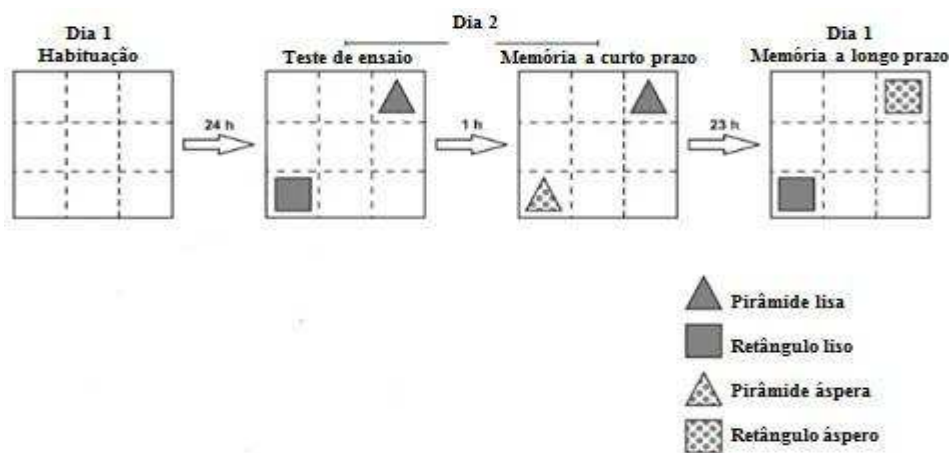 Dia 1
Habituação
Dia 2
Teste de ensaio
Memória a curto prazo
Dia 1
Memória a longo prazo
24 h
1 h
23 h
Pirâmide lisa
Retângulo liso
Pirâmide áspera
Retângulo áspero